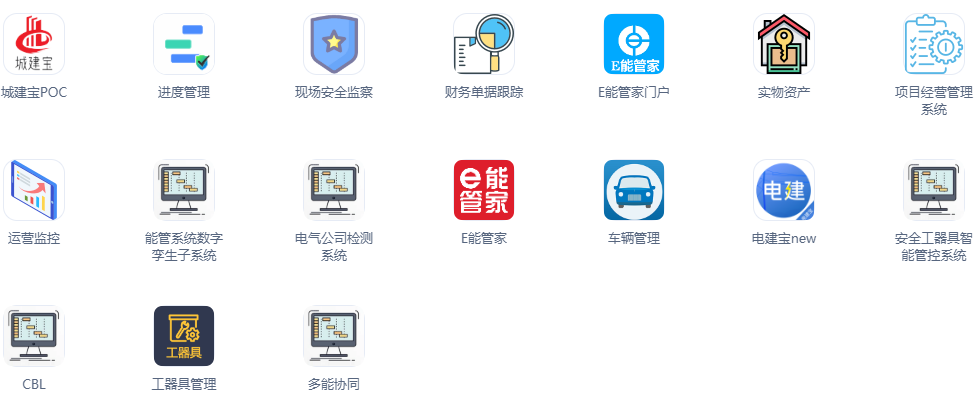 城建宝
E能管家
城建宝POC
进度管理
现场安全监察
财务单据跟踪
E能管家门户
实物资产
项目经营管理
系统
e能
管家
电建
运营监控
能管系统数字
孪生子系统
电气公司检测
系统
E能管家
车辆管理
电建宝new
安全工器具智
能管控系统
工器具
CBL
工器具管理
多能协同